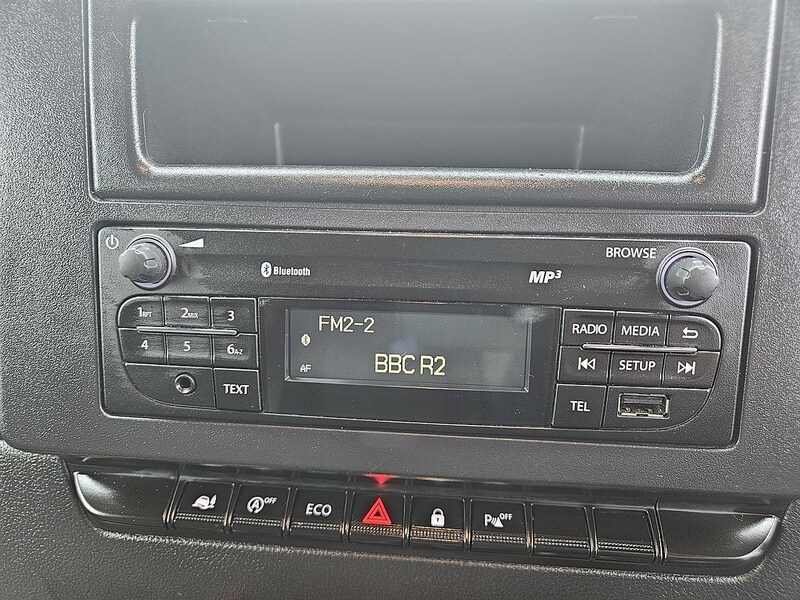 BROWSE
Bluetooth
MP3
1RPT 2MIX 3
4 5 6A-Z
TEXT
FM2-2
AF
BBC R2
RADIO MEDIA
SETUP
TEL
OFF
ECO
P OFF